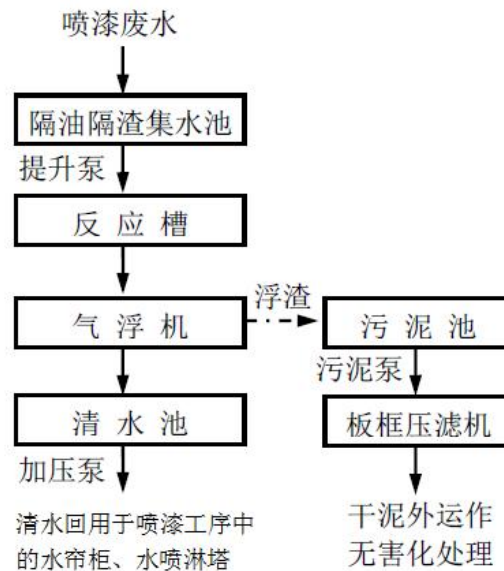 喷漆废水
隔油隔渣集水池
提升泵
反应槽
气浮机
浮渣
污泥池
污泥泵
清水池
板框压滤机
加压泵
清水回用于喷漆工序中
的水帘柜、水喷淋塔
干泥外运作
无害化处理